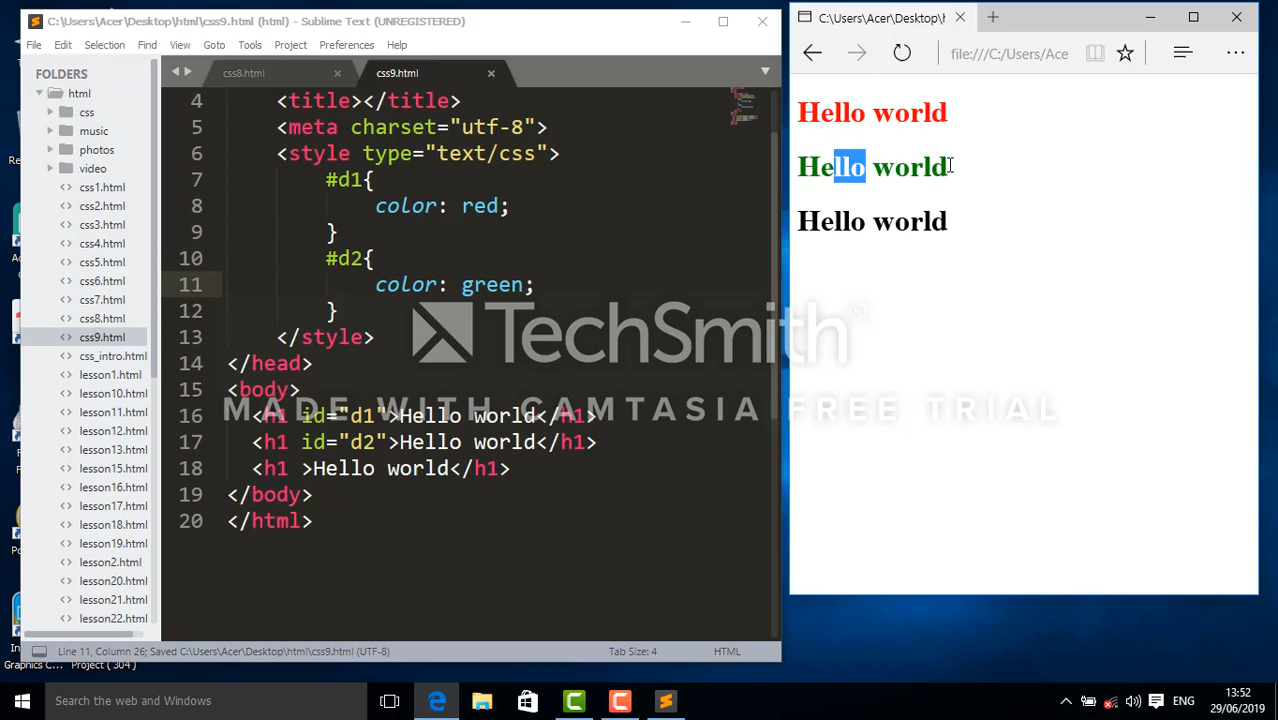 C:\Users\Acer\Desktop\html\css9.html (html) - Sublime Text (UNREGISTERED)
File Edit Selection Find View Goto Tools Project Preferences Help
FOLDERS
html
css
music
photos
video
css1.html
css2.html
css3.html
css4.html
css5.html
css6.html
css7.html
css8.html
css9.html
css_intro.html
lesson1.html
lesson10.html
lesson11.html
lesson12.html
lesson13.html
lesson15.html
lesson16.html
lesson17.html
lesson18.html
lesson19.html
lesson2.html
lesson20.html
lesson21.html
lesson22.html
css8.html css9.html
4 <title></title>
5 <meta charset="utf-8">
6 <style type="text/css">
7 #d1{
8 color: red;
9 }
10 #d2{
11 color: green;
12 }
13 </style>
14 </head>
15 <body>
16 <h1 id="d1">Hello world</h1>
17 <h1 id="d2">Hello world</h1>
18 <h1 >Hello world</h1>
19 </body>
20 </html>
Line 11, Column 26; Saved C:\Users\Acer\Desktop\html\css9.html (UTF-8) Tab Size: 4 HTML
C:\Users\Acer\Desktop\h
file:///C:/Users/Ace
Hello world
Hello world
Hello world
TechSmith®
MADE WITH CAMTASIA FREE TRIAL
Graphics C... Project ( 304 )
Search the web and Windows
ENG
13:52
29/06/2019